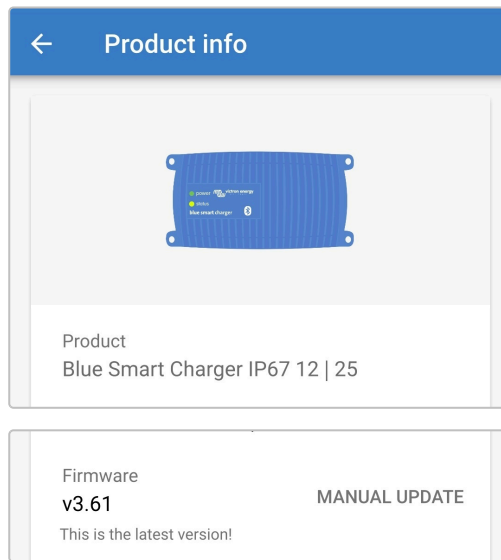 Product info
power
victron energy
status
blue smart charger
Product
Blue Smart Charger IP67 12 | 25
Firmware
v3.61
MANUAL UPDATE
This is the latest version!